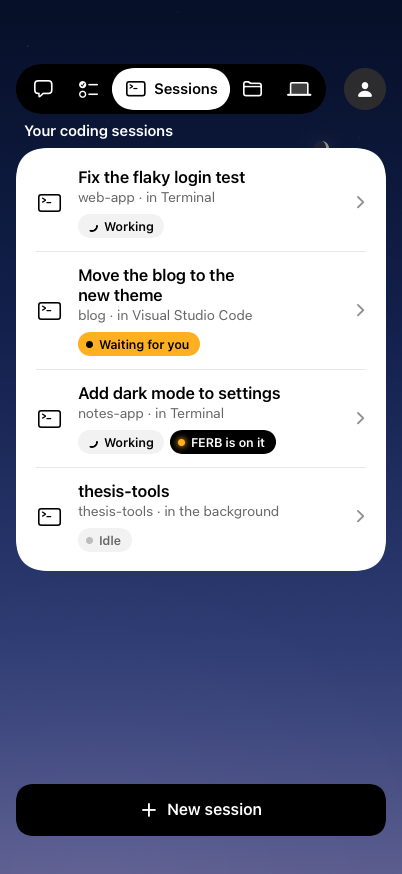 Sessions
Your coding sessions
Fix the flaky login test
web-app · in Terminal
Working
Move the blog to the
new theme
blog · in Visual Studio Code
Waiting for you
Add dark mode to settings
notes-app · in Terminal
Working
FERB is on it
thesis-tools
thesis-tools · in the background
Idle
New session